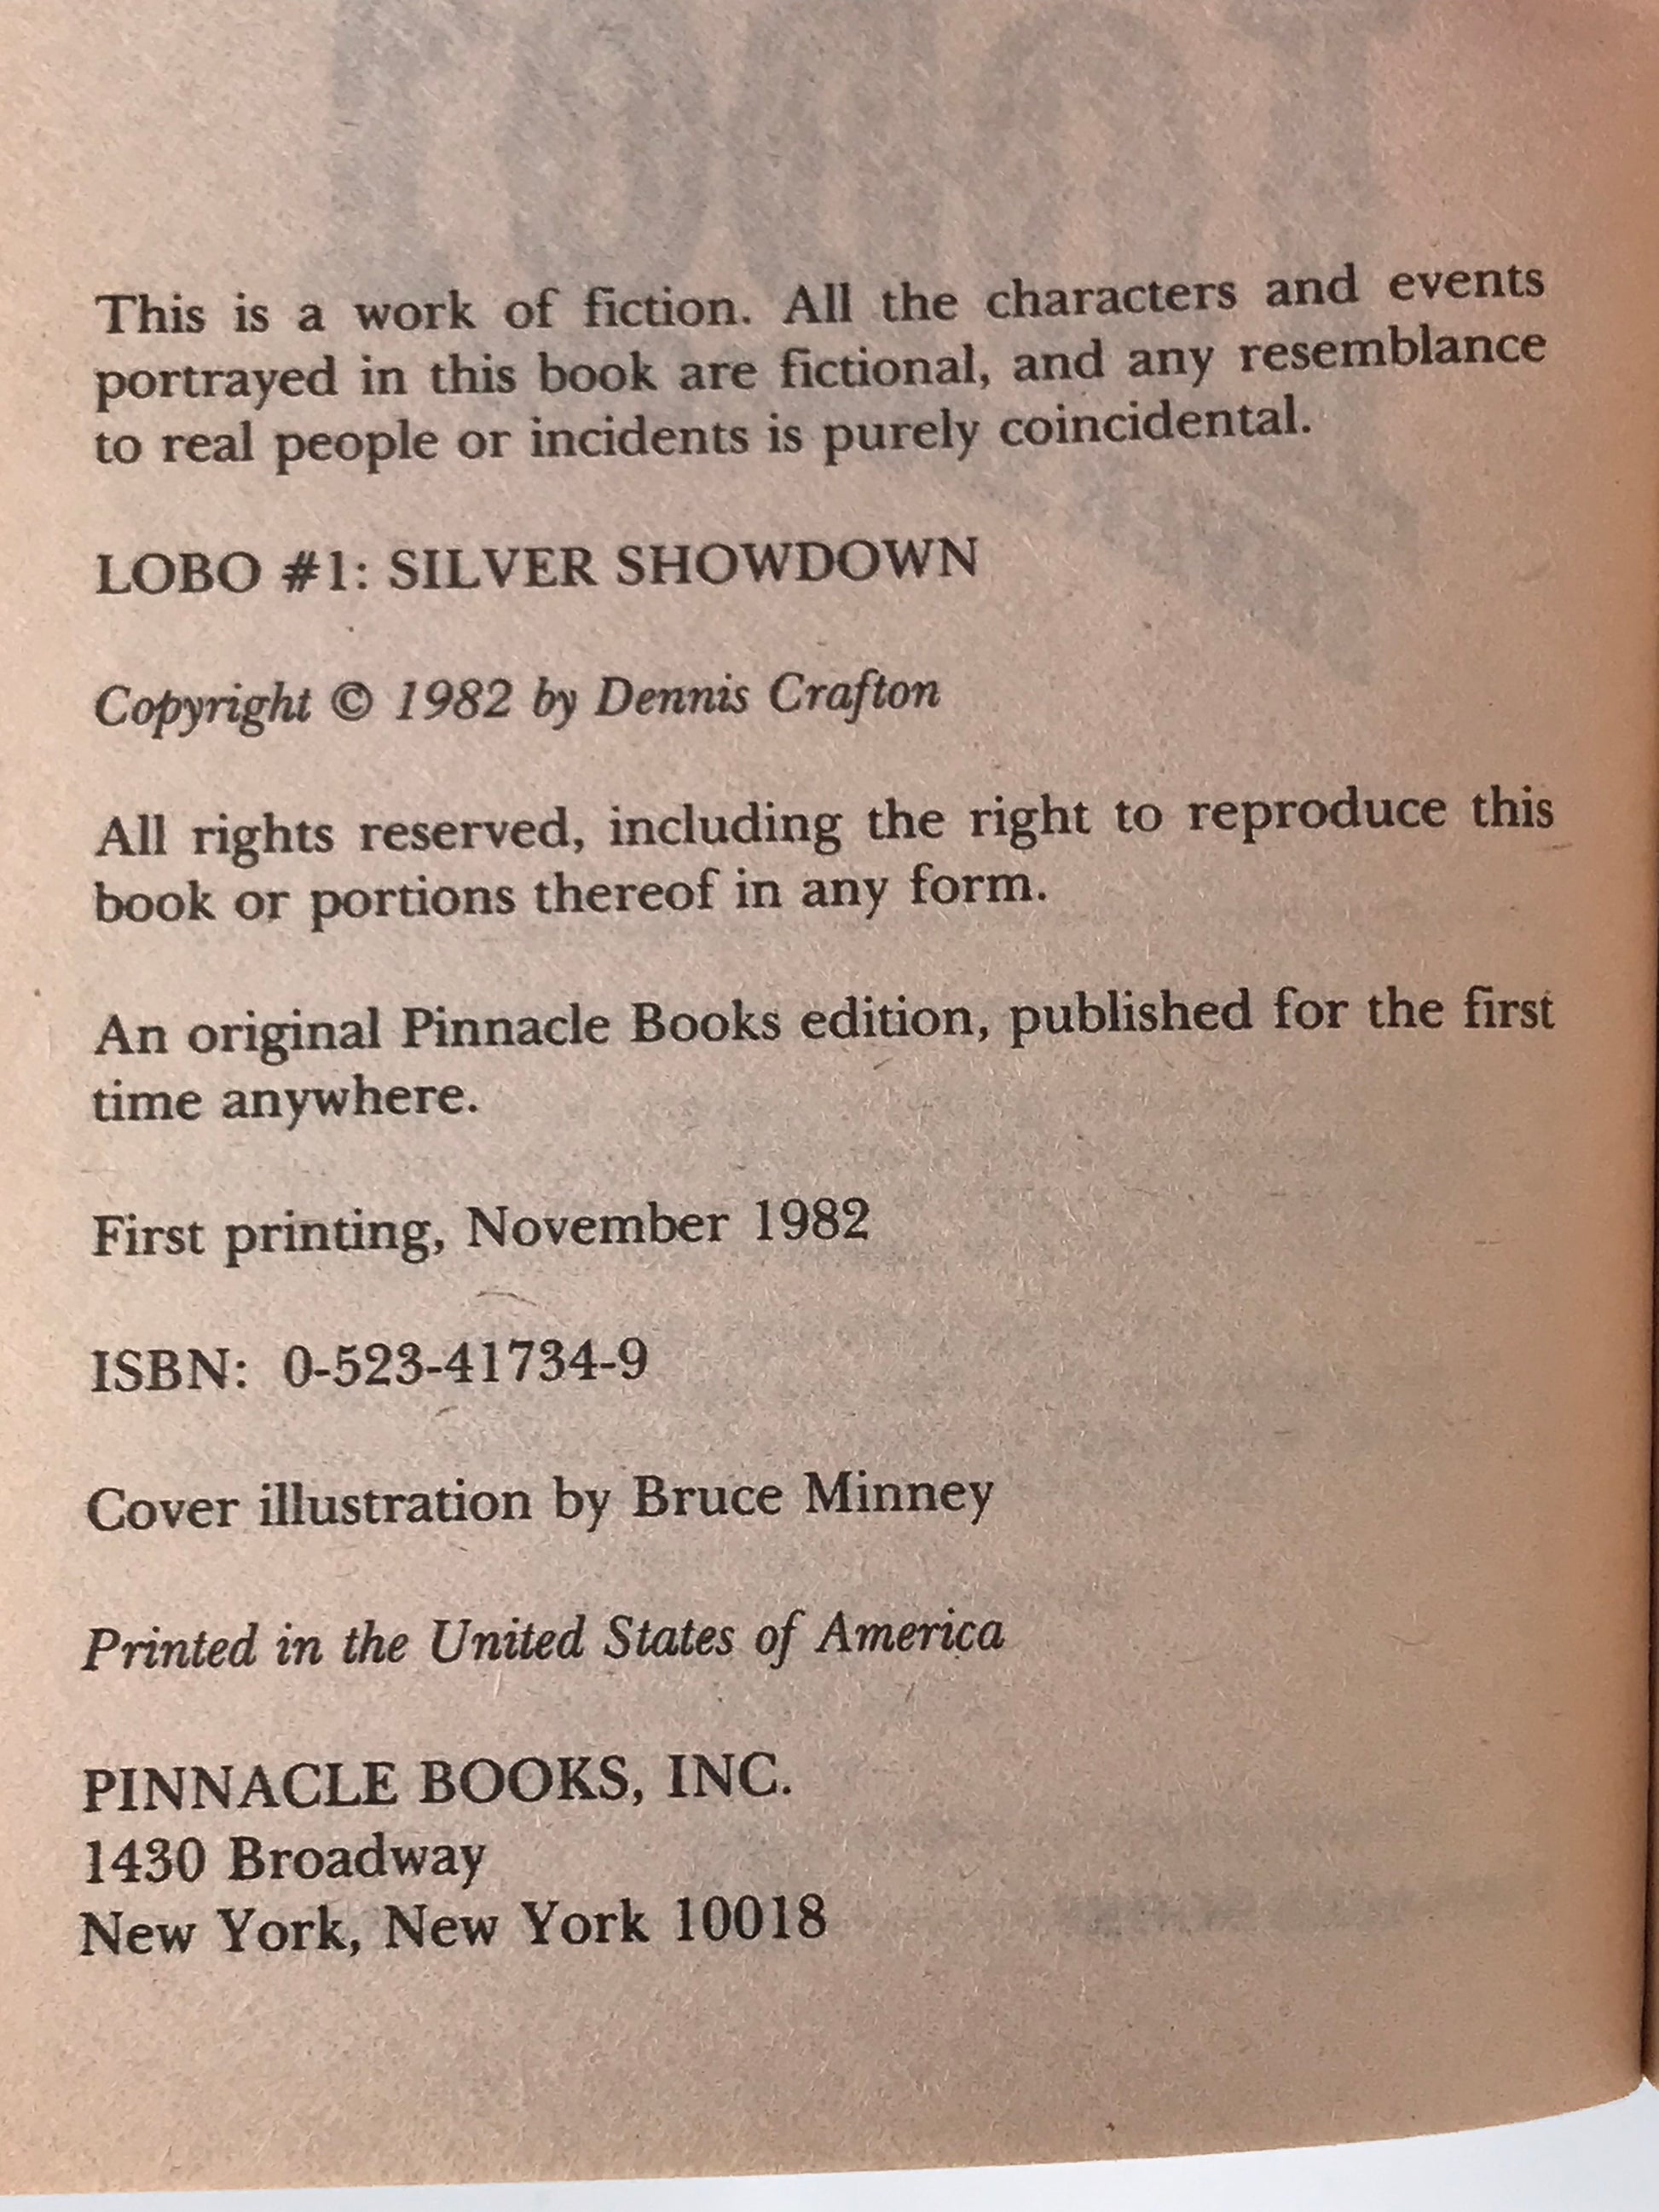 This is a work of fiction. All the characters and events
portrayed in this book are fictional, and any resemblance
to real people or incidents is purely coincidental.
LOBO #1: SILVER SHOWDOWN
Copyright © 1982 by Dennis Crafton
All rights reserved, including the right to reproduce this
book or portions thereof in any form.
An original Pinnacle Books edition, published for the first
time anywhere.
First printing, November 1982
ISBN: 0-523-41734-9
Cover illustration by Bruce Minney
Printed in the United States of America
PINNACLE BOOKS, INC.
1430 Broadway
New York, New York 10018